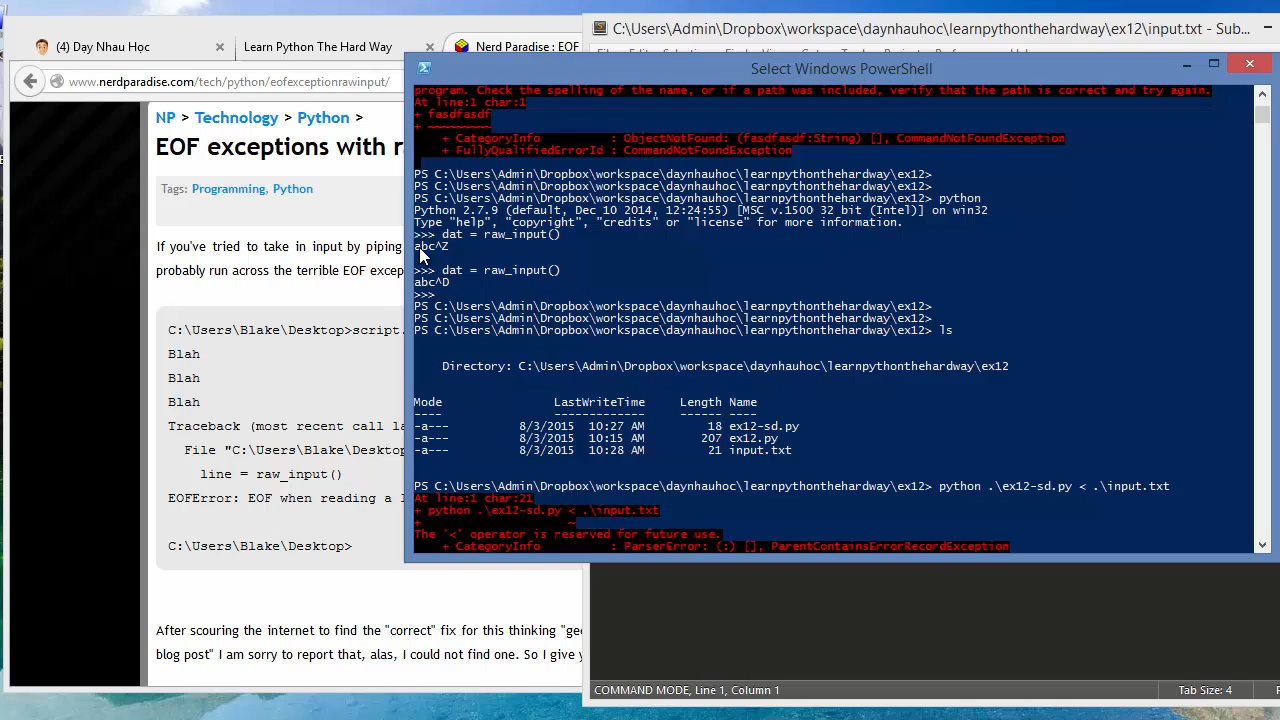 C:\Users\Admin\Dropbox\workspace\daynhauhoc\learnpythonthehardway\ex12\input.txt - Sub...
(4) Day Nhau Học
Learn Python The Hard Way
Nerd Paradise : EOF
www.nerdparadise.com/tech/python/eofexceptionrawinput/
NP > Technology > Python >
EOF exceptions with r
Tags: Programming, Python
If you've tried to take in input by piping
probably run across the terrible EOF excep
C:\Users\Blake\Desktop>script.
Blah
Blah
Blah
Traceback (most recent call la
File "C:\Users\Blake\Desktop
line = raw_input()
EOFError: EOF when reading a l
C:\Users\Blake\Desktop>
After scouring the internet to find the "correct" fix for this thinking "gee
blog post" I am sorry to report that, alas, I could not find one. So I give y
Select Windows PowerShell
program. Check the spelling of the name, or if a path was included, verify that the path is correct and try again.
At line:1 char:1
+ fasdfasdf
+ ~~~~~~~~~
+ CategoryInfo : ObjectNotFound: (fasdfasdf:String) [], CommandNotFoundException
+ FullyQualifiedErrorId : CommandNotFoundException
PS C:\Users\Admin\Dropbox\workspace\daynhauhoc\learnpythonthehardway\ex12>
PS C:\Users\Admin\Dropbox\workspace\daynhauhoc\learnpythonthehardway\ex12>
PS C:\Users\Admin\Dropbox\workspace\daynhauhoc\learnpythonthehardway\ex12> python
Python 2.7.9 (default, Dec 10 2014, 12:24:55) [MSC v.1500 32 bit (Intel)] on win32
Type "help", "copyright", "credits" or "license" for more information.
>>> dat = raw_input()
abc^Z
>>> dat = raw_input()
abc^D
>>>
PS C:\Users\Admin\Dropbox\workspace\daynhauhoc\learnpythonthehardway\ex12>
PS C:\Users\Admin\Dropbox\workspace\daynhauhoc\learnpythonthehardway\ex12>
PS C:\Users\Admin\Dropbox\workspace\daynhauhoc\learnpythonthehardway\ex12> ls
Directory: C:\Users\Admin\Dropbox\workspace\daynhauhoc\learnpythonthehardway\ex12
Mode LastWriteTime Length Name
---- ------------- ------ ----
-a--- 8/3/2015 10:27 AM 18 ex12-sd.py
-a--- 8/3/2015 10:15 AM 207 ex12.py
-a--- 8/3/2015 10:28 AM 21 input.txt
PS C:\Users\Admin\Dropbox\workspace\daynhauhoc\learnpythonthehardway\ex12> python .\ex12-sd.py < .\input.txt
At line:1 char:21
+ python .\ex12-sd.py < .\input.txt
+ ~
The '<' operator is reserved for future use.
+ CategoryInfo : ParserError: (:) [], ParentContainsErrorRecordException
COMMAND MODE, Line 1, Column 1
Tab Size: 4